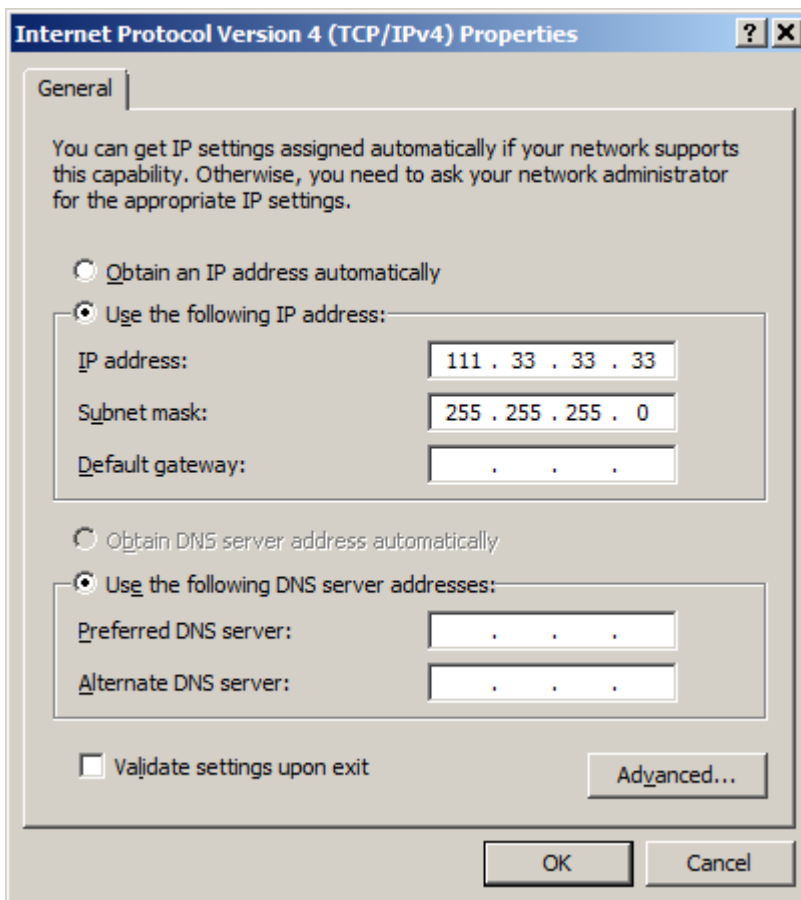 Internet Protocol Version 4 (TCP/IPv4) Properties
General
You can get IP settings assigned automatically if your network supports
this capability. Otherwise, you need to ask your network administrator
for the appropriate IP settings.
Obtain an IP address automatically
Use the following IP address:
IP address: 111 . 33 . 33 . 33
Subnet mask: 255 . 255 . 255 . 0
Default gateway: . . .
Obtain DNS server address automatically
Use the following DNS server addresses:
Preferred DNS server: . . .
Alternate DNS server: . . .
Validate settings upon exit
Advanced...
OK Cancel